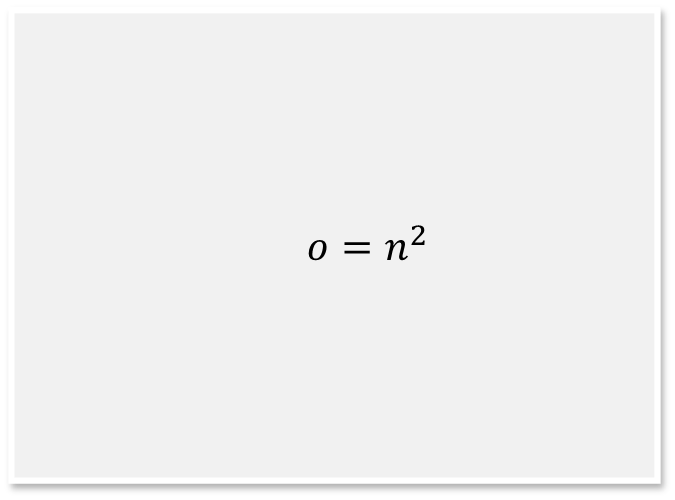 o = n²